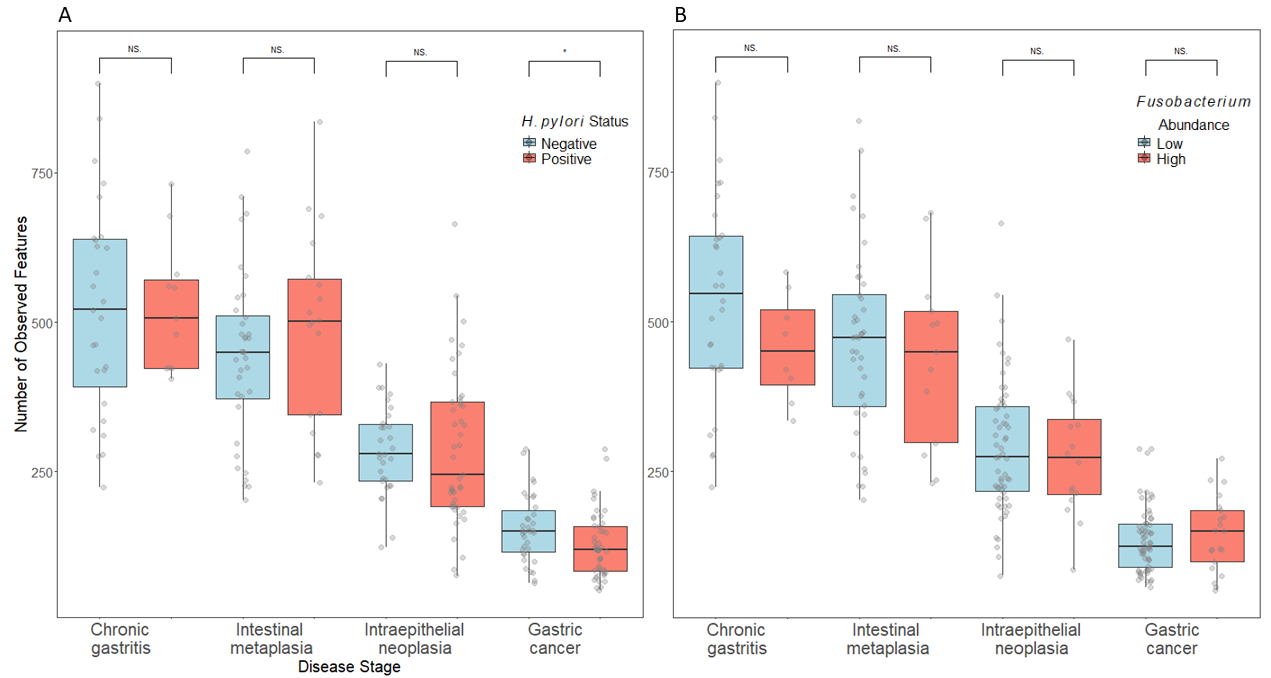 A
B
NS.
NS.
NS.
*
NS.
NS.
NS.
NS.
H. pylori Status
Negative
Positive
Fusobacterium
Abundance
Low
High
Number of Observed Features
750
500
250
750
500
250
Chronic
gastritis
Intestinal
metaplasia
Intraepithelial
neoplasia
Gastric
cancer
Chronic
gastritis
Intestinal
metaplasia
Intraepithelial
neoplasia
Gastric
cancer
Disease Stage